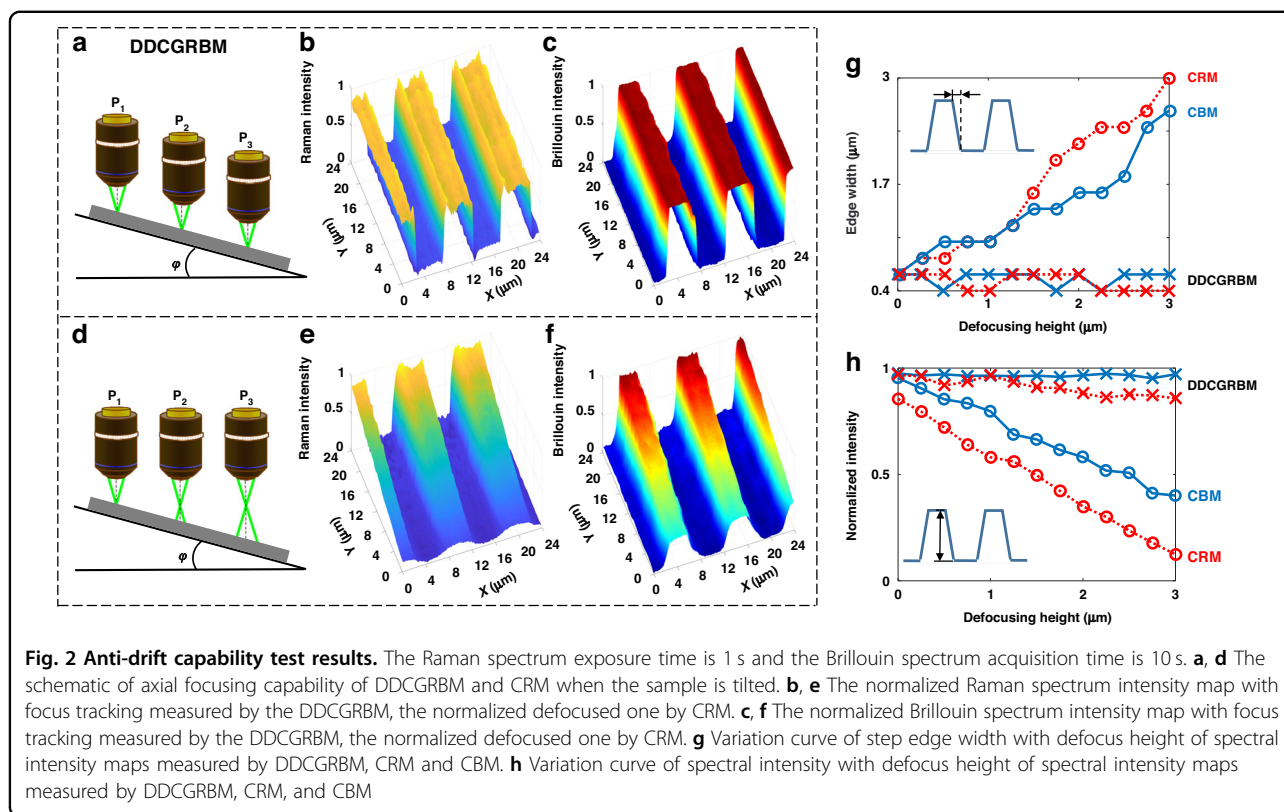 a
DDCGRBM
P1
P2
P3
φ
b
Raman intensity
1
0.5
0
24
20
16
12
8
4
0
Y (μm)
0
4
8
12
16
20
24
X (μm)
c
Brillouin intensity
1
0.5
0
24
20
16
12
8
4
0
Y (μm)
0
4
8
12
16
20
24
X (μm)
d
P1
P2
P3
φ
e
Raman intensity
1
0.5
0
24
20
16
12
8
4
0
Y (μm)
0
4
8
12
16
20
24
X (μm)
f
Brillouin intensity
1
0.5
0
24
20
16
12
8
4
0
Y (μm)
0
4
8
12
16
20
24
X (μm)
g
Edge width (μm)
3
1.7
0.4
0 1 2 3
Defocusing height (μm)
CRM
CBM
DDCGRBM
h
Normalized intensity
1
0.5
0
0 1 2 3
Defocusing height (μm)
DDCGRBM
CBM
CRM
Fig. 2 Anti-drift capability test results. The Raman spectrum exposure time is 1 s and the Brillouin spectrum acquisition time is 10 s. a, d The
schematic of axial focusing capability of DDCGRBM and CRM when the sample is tilted. b, e The normalized Raman spectrum intensity map with
focus tracking measured by the DDCGRBM, the normalized defocused one by CRM. c, f The normalized Brillouin spectrum intensity map with focus
tracking measured by the DDCGRBM, the normalized defocused one by CRM. g Variation curve of step edge width with defocus height of spectral
intensity maps measured by DDCGRBM, CRM and CBM. h Variation curve of spectral intensity with defocus height of spectral intensity maps
measured by DDCGRBM, CRM, and CBM